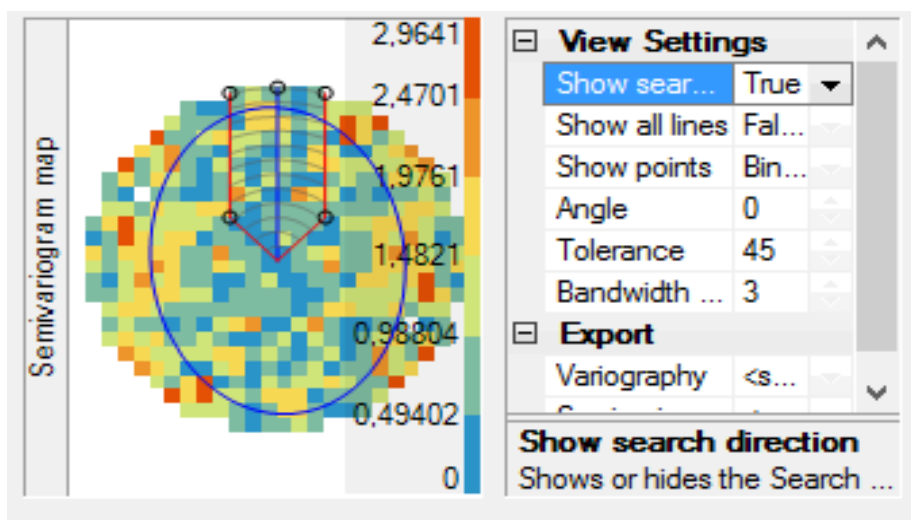 Semivariogram map
2,9641
2,4701
1,9761
1,4821
0,98804
0,49402
0
View Settings
Show sear... True
Show all lines Fal...
Show points Bin...
Angle 0
Tolerance 45
Bandwidth ... 3
Export
Variography <s...
Show search direction
Shows or hides the Search ...